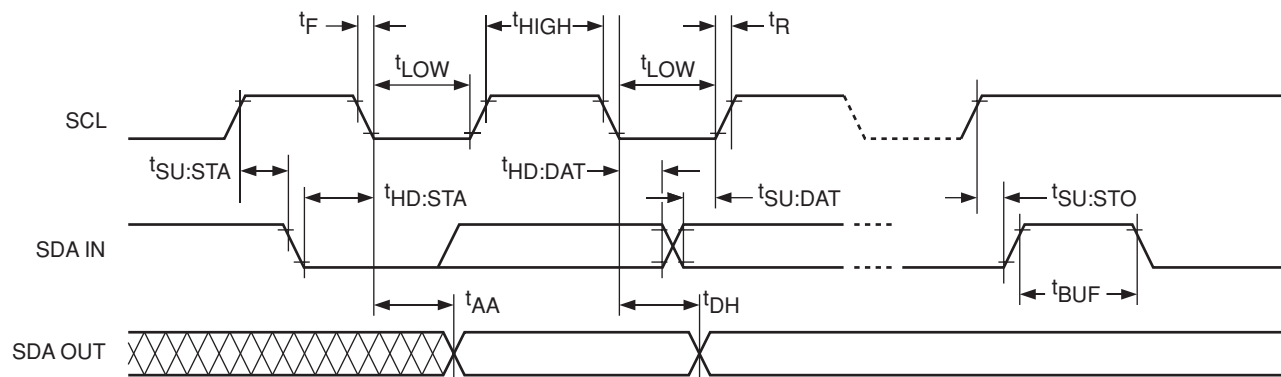 tF tHIGH tR
tLOW tLOW
SCL
tSU:STA tHD:STA tHD:DAT tSU:DAT tSU:STO
SDA IN
tBUF
tAA tDH
SDA OUT